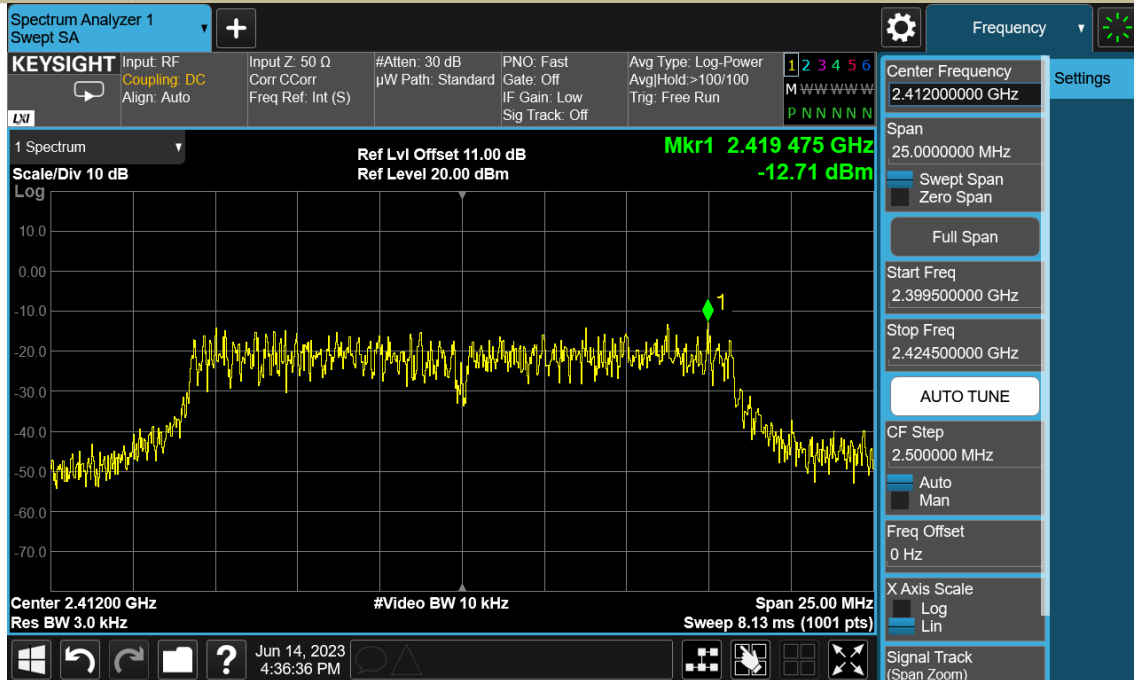 Spectrum Analyzer 1
Swept SA
Frequency
KEYSIGHT
LXI
Input: RF
Coupling: DC
Align: Auto
Input Z: 50 Ω
Corr CCorr
Freq Ref: Int (S)
#Atten: 30 dB
µW Path: Standard
PNO: Fast
Gate: Off
IF Gain: Low
Sig Track: Off
Avg Type: Log-Power
Avg|Hold:>100/100
Trig: Free Run
1 2 3 4 5 6
M W W W W W
P N N N N N
1 Spectrum
Scale/Div 10 dB
Log
Ref Lvl Offset 11.00 dB
Ref Level 20.00 dBm
Mkr1 2.419 475 GHz
-12.71 dBm
10.0
0.00
-10.0
-20.0
-30.0
-40.0
-50.0
-60.0
-70.0
1
Center 2.41200 GHz
#Video BW 10 kHz
Span 25.00 MHz
Res BW 3.0 kHz
Sweep 8.13 ms (1001 pts)
?
Jun 14, 2023
4:36:36 PM
Center Frequency
2.412000000 GHz
Settings
Span
25.0000000 MHz
Swept Span
Zero Span
Full Span
Start Freq
2.399500000 GHz
Stop Freq
2.424500000 GHz
AUTO TUNE
CF Step
2.500000 MHz
Auto
Man
Freq Offset
0 Hz
X Axis Scale
Log
Lin
Signal Track
(Span Zoom)